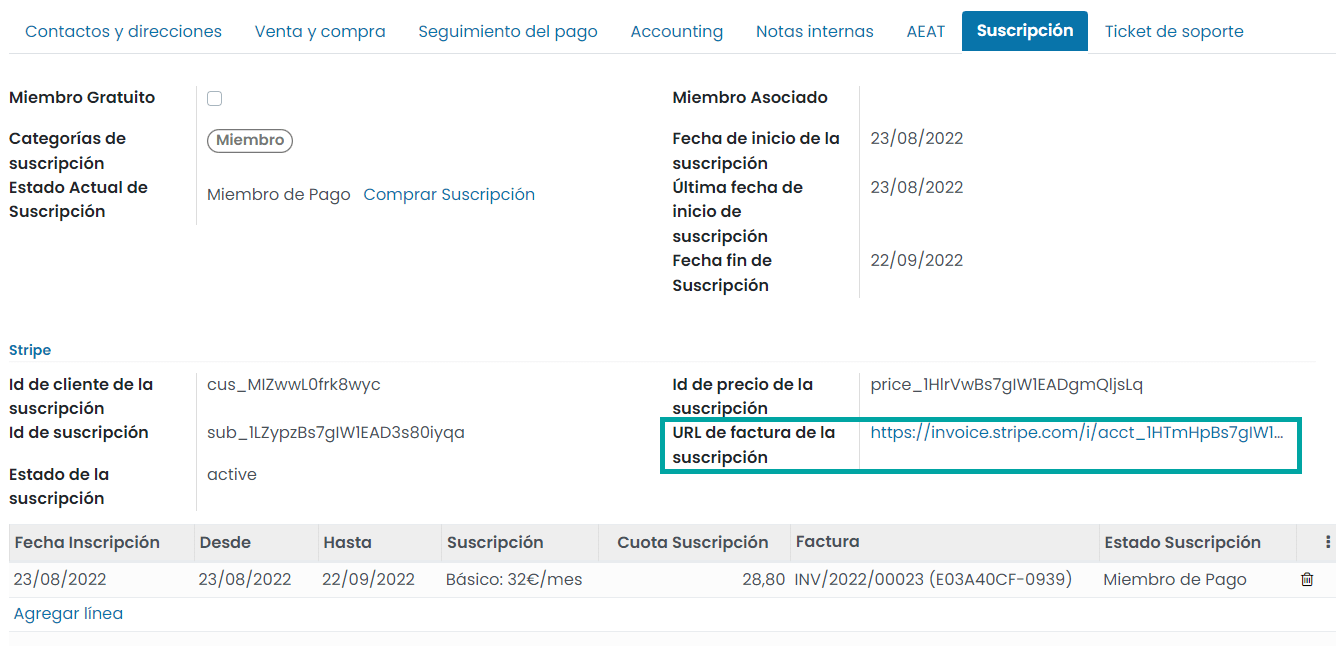 Contactos y direcciones Venta y compra Seguimiento del pago Accounting Notas internas AEAT Suscripción Ticket de soporte
Miembro Gratuito
Categorías de
suscripción
Miembro
Estado Actual de
Suscripción
Miembro de Pago Comprar Suscripción
Miembro Asociado
Fecha de inicio de la
suscripción
23/08/2022
Última fecha de
inicio de
suscripción
23/08/2022
Fecha fin de
Suscripción
22/09/2022
Stripe
Id de cliente de la
suscripción
cus_MIZwwL0frk8wyc
Id de suscripción
sub_1LZypzBs7gIW1EAD3s80iyqa
Estado de la
suscripción
active
Id de precio de la
suscripción
price_1HlrVwBs7gIW1EADgmQljsLq
URL de factura de la
suscripción
https://invoice.stripe.com/i/acct_1HTmHpBs7gIW1...
Fecha Inscripción Desde Hasta Suscripción Cuota Suscripción Factura Estado Suscripción
23/08/2022 23/08/2022 22/09/2022 Básico: 32€/mes 28,80 INV/2022/00023 (E03A40CF-0939) Miembro de Pago
Agregar línea